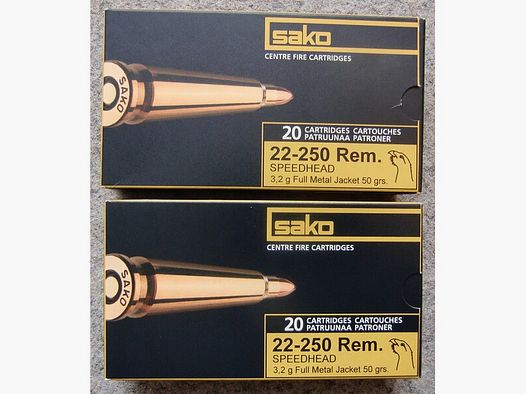 sako
CENTRE FIRE CARTRIDGES
SAKO
20 CARTRIDGES CARTOUCHES
PATRUUNAA PATRONER
22-250 Rem.
SPEEDHEAD
3,2 g Full Metal Jacket 50 grs.
sako
CENTRE FIRE CARTRIDGES
SAKO
20 CARTRIDGES CARTOUCHES
PATRUUNAA PATRONER
22-250 Rem.
SPEEDHEAD
3,2 g Full Metal Jacket 50 grs.